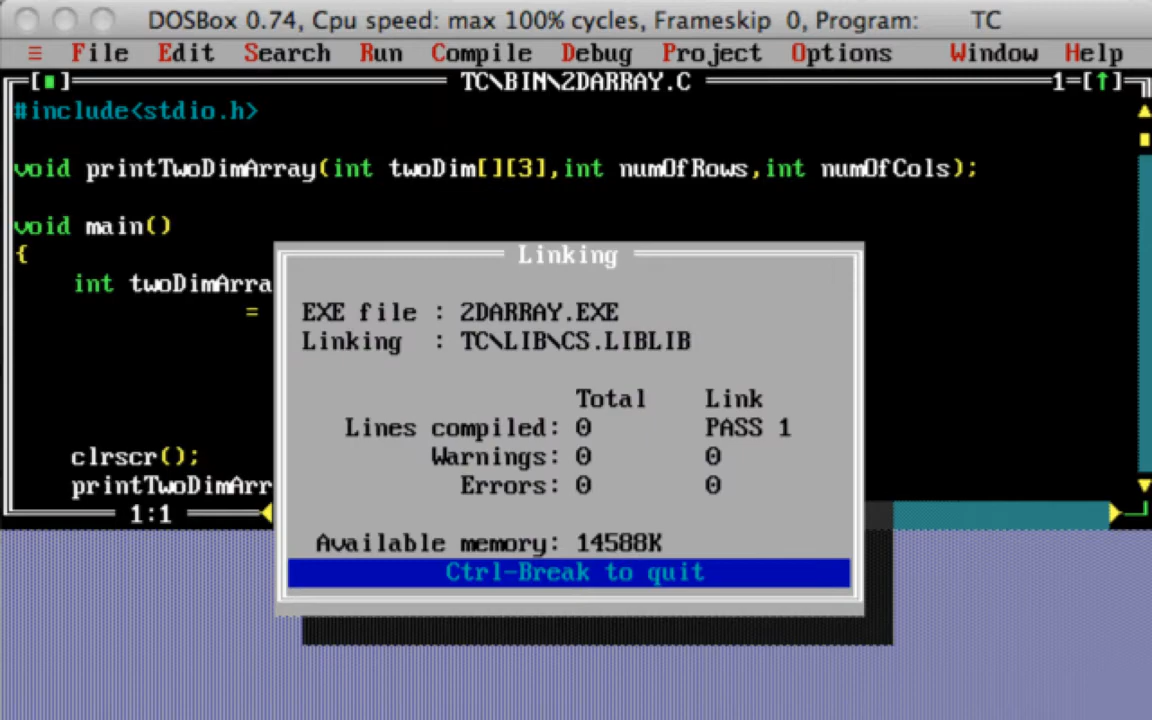 DOSBox 0.74, Cpu speed: max 100% cycles, Frameskip 0, Program: TC
≡ File Edit Search Run Compile Debug Project Options Window Help
[■] TC\BIN\2DARRAY.C 1=[↑]
#include<stdio.h>
void printTwoDimArray(int twoDim[][3],int numOfRows,int numOfCols);
void main()
{
int twoDimArra
=
clrscr();
printTwoDimArr
1:1
Linking
EXE file : 2DARRAY.EXE
Linking : TC\LIB\CS.LIBLIB
Total Link
Lines compiled: 0 PASS 1
Warnings: 0 0
Errors: 0 0
Available memory: 14588K
Ctrl-Break to quit